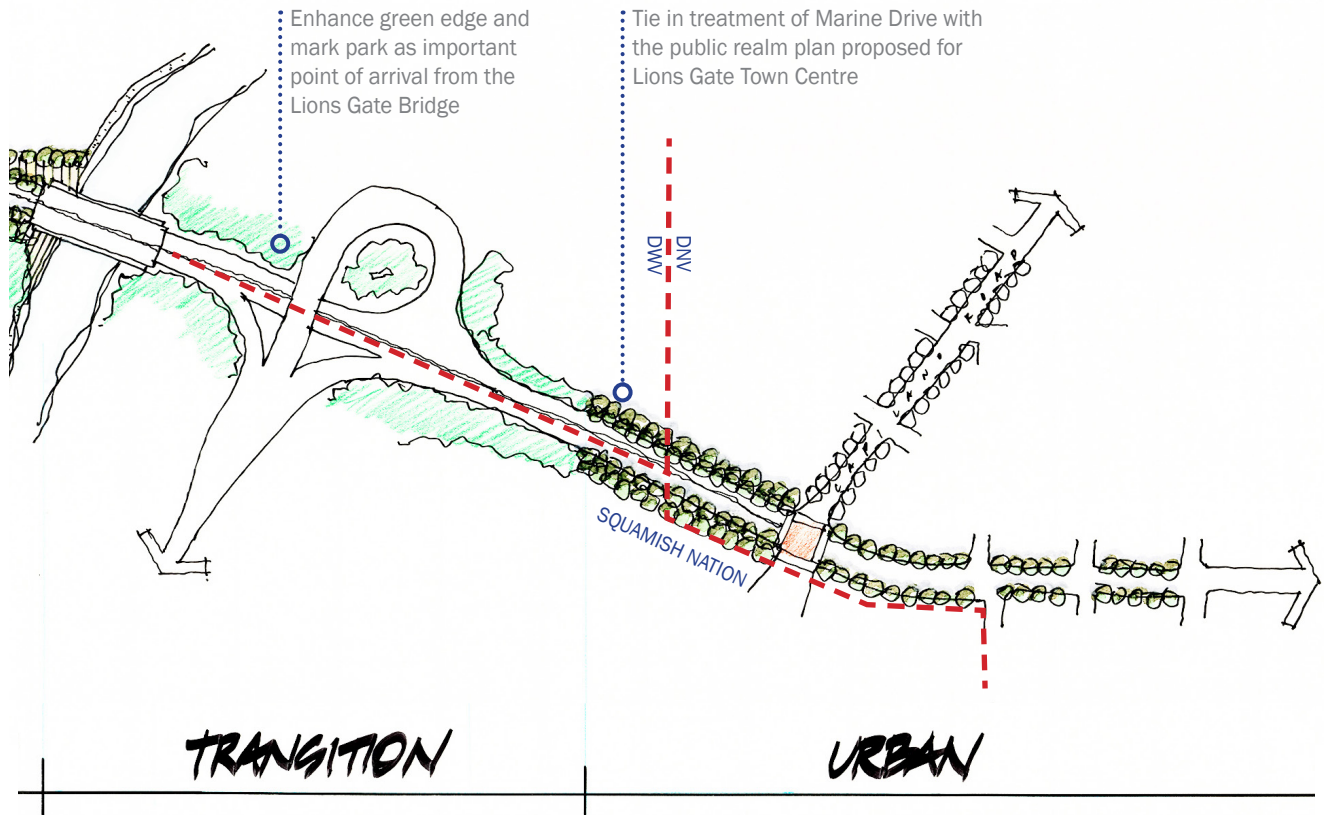 Enhance green edge and
mark park as important
point of arrival from the
Lions Gate Bridge
Tie in treatment of Marine Drive with
the public realm plan proposed for
Lions Gate Town Centre
DNV
DWV
SQUAMISH NATION
TRANSITION
URBAN